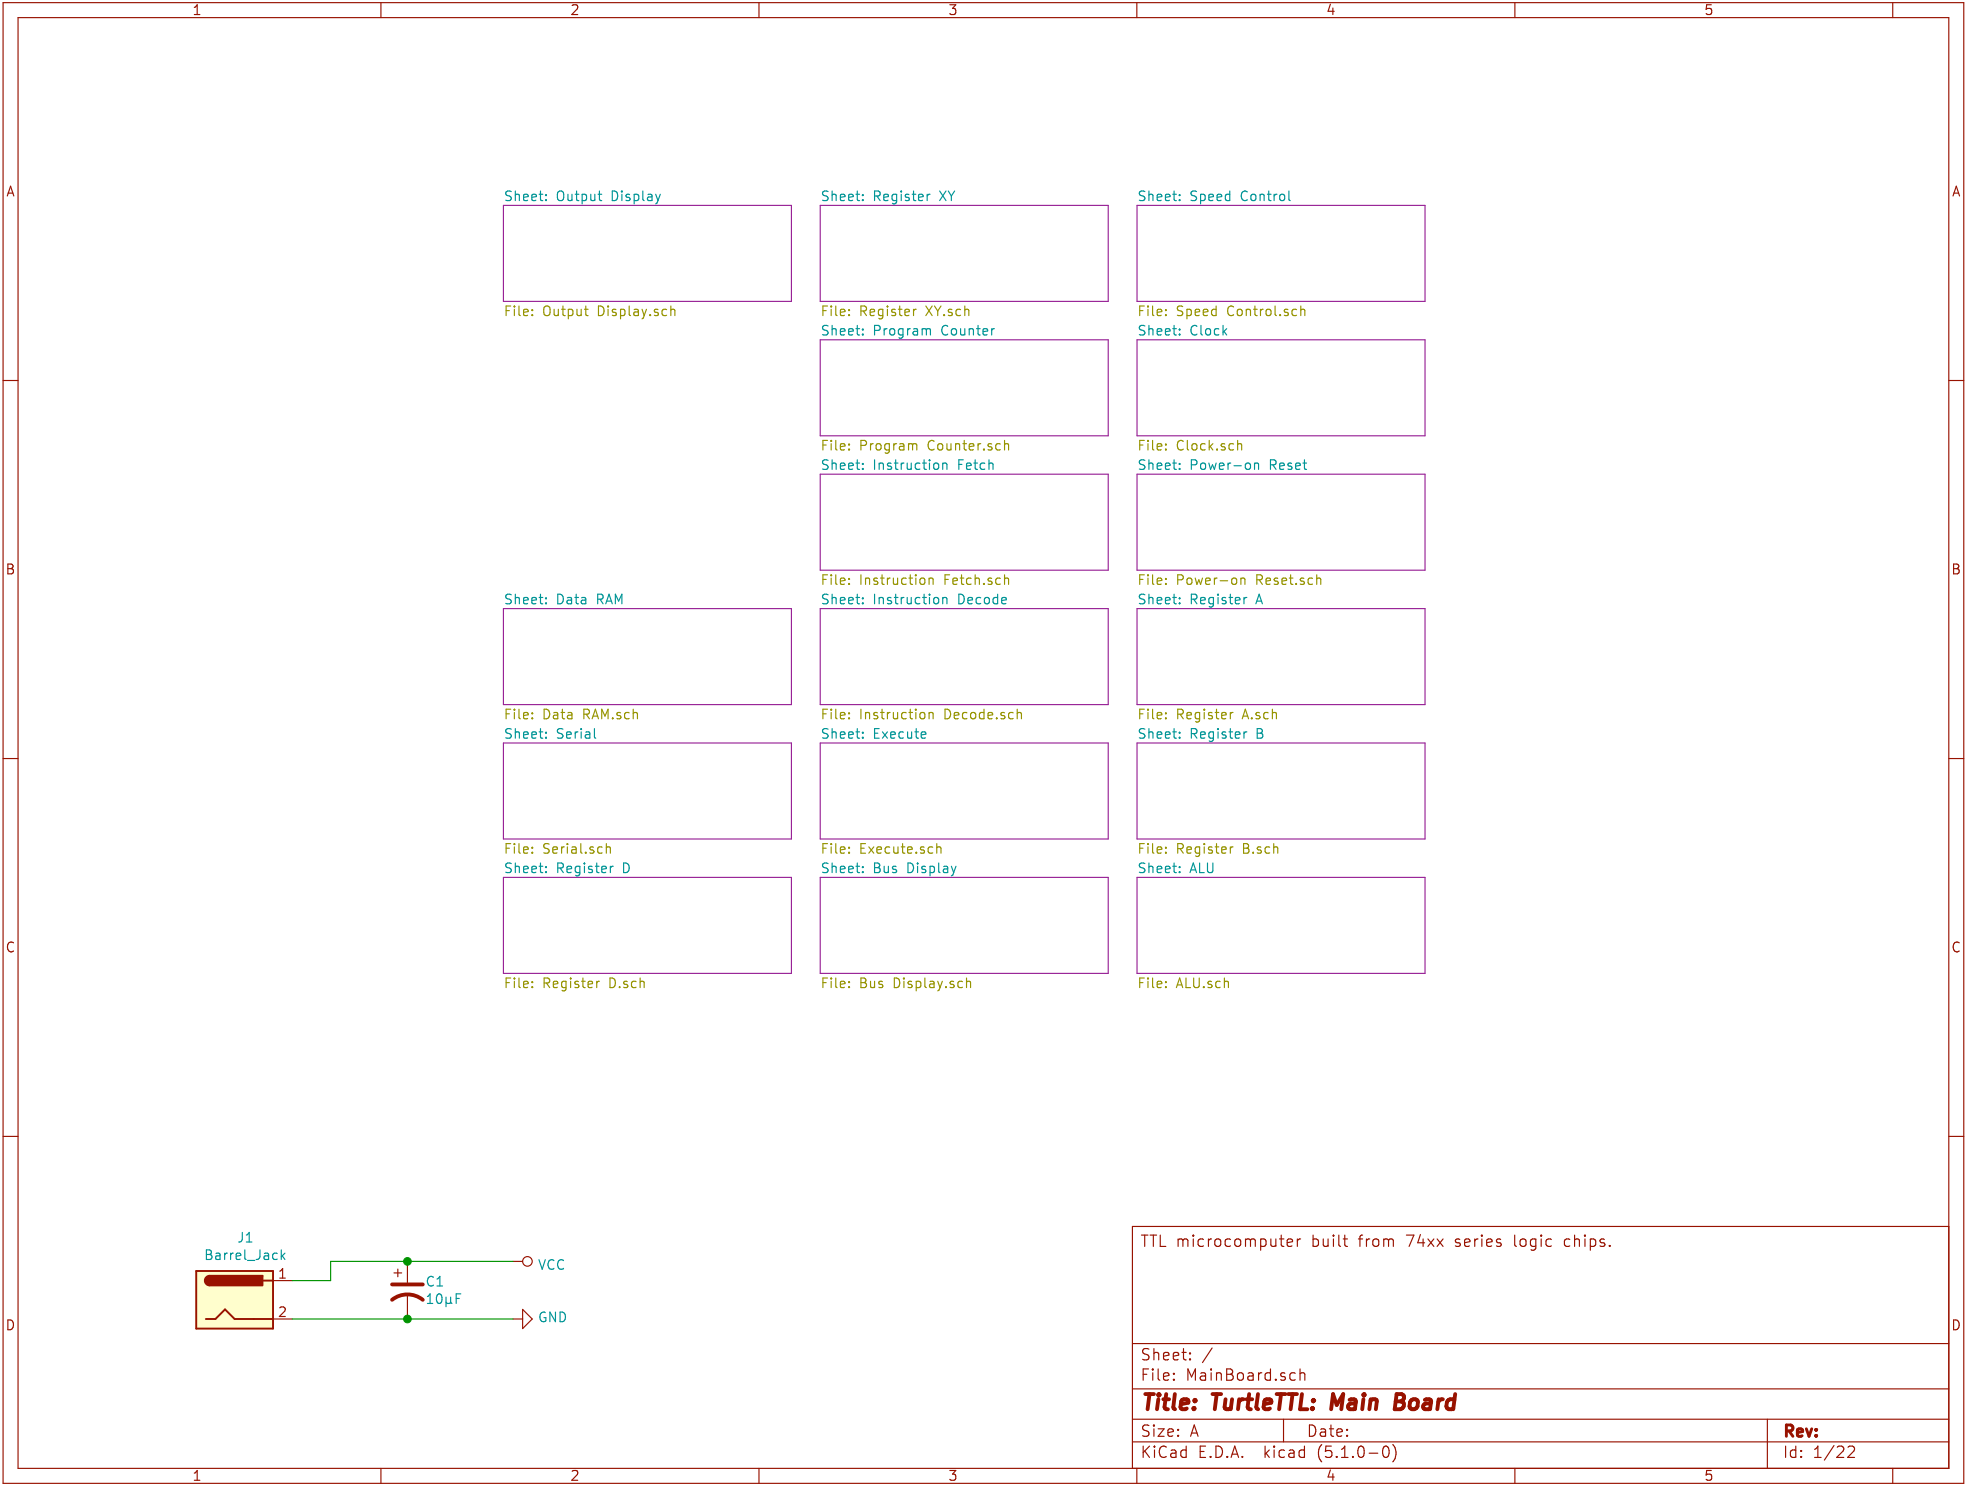 1 2 3 4 5
A A
Sheet: Output Display Sheet: Register XY Sheet: Speed Control
File: Output Display.sch File: Register XY.sch File: Speed Control.sch
Sheet: Program Counter Sheet: Clock
File: Program Counter.sch File: Clock.sch
Sheet: Instruction Fetch Sheet: Power-on Reset
B B
File: Instruction Fetch.sch File: Power-on Reset.sch
Sheet: Data RAM Sheet: Instruction Decode Sheet: Register A
File: Data RAM.sch File: Instruction Decode.sch File: Register A.sch
Sheet: Serial Sheet: Execute Sheet: Register B
File: Serial.sch File: Execute.sch File: Register B.sch
Sheet: Register D Sheet: Bus Display Sheet: ALU
C C
File: Register D.sch File: Bus Display.sch File: ALU.sch
J1
Barrel_Jack
1
2
+
C1
10µF
VCC
GND
D D
TTL microcomputer built from 74xx series logic chips.
Sheet: /
File: MainBoard.sch
Title: TurtleTTL: Main Board
Size: A Date: Rev:
KiCad E.D.A. kicad (5.1.0-0) Id: 1/22
1 2 3 4 5